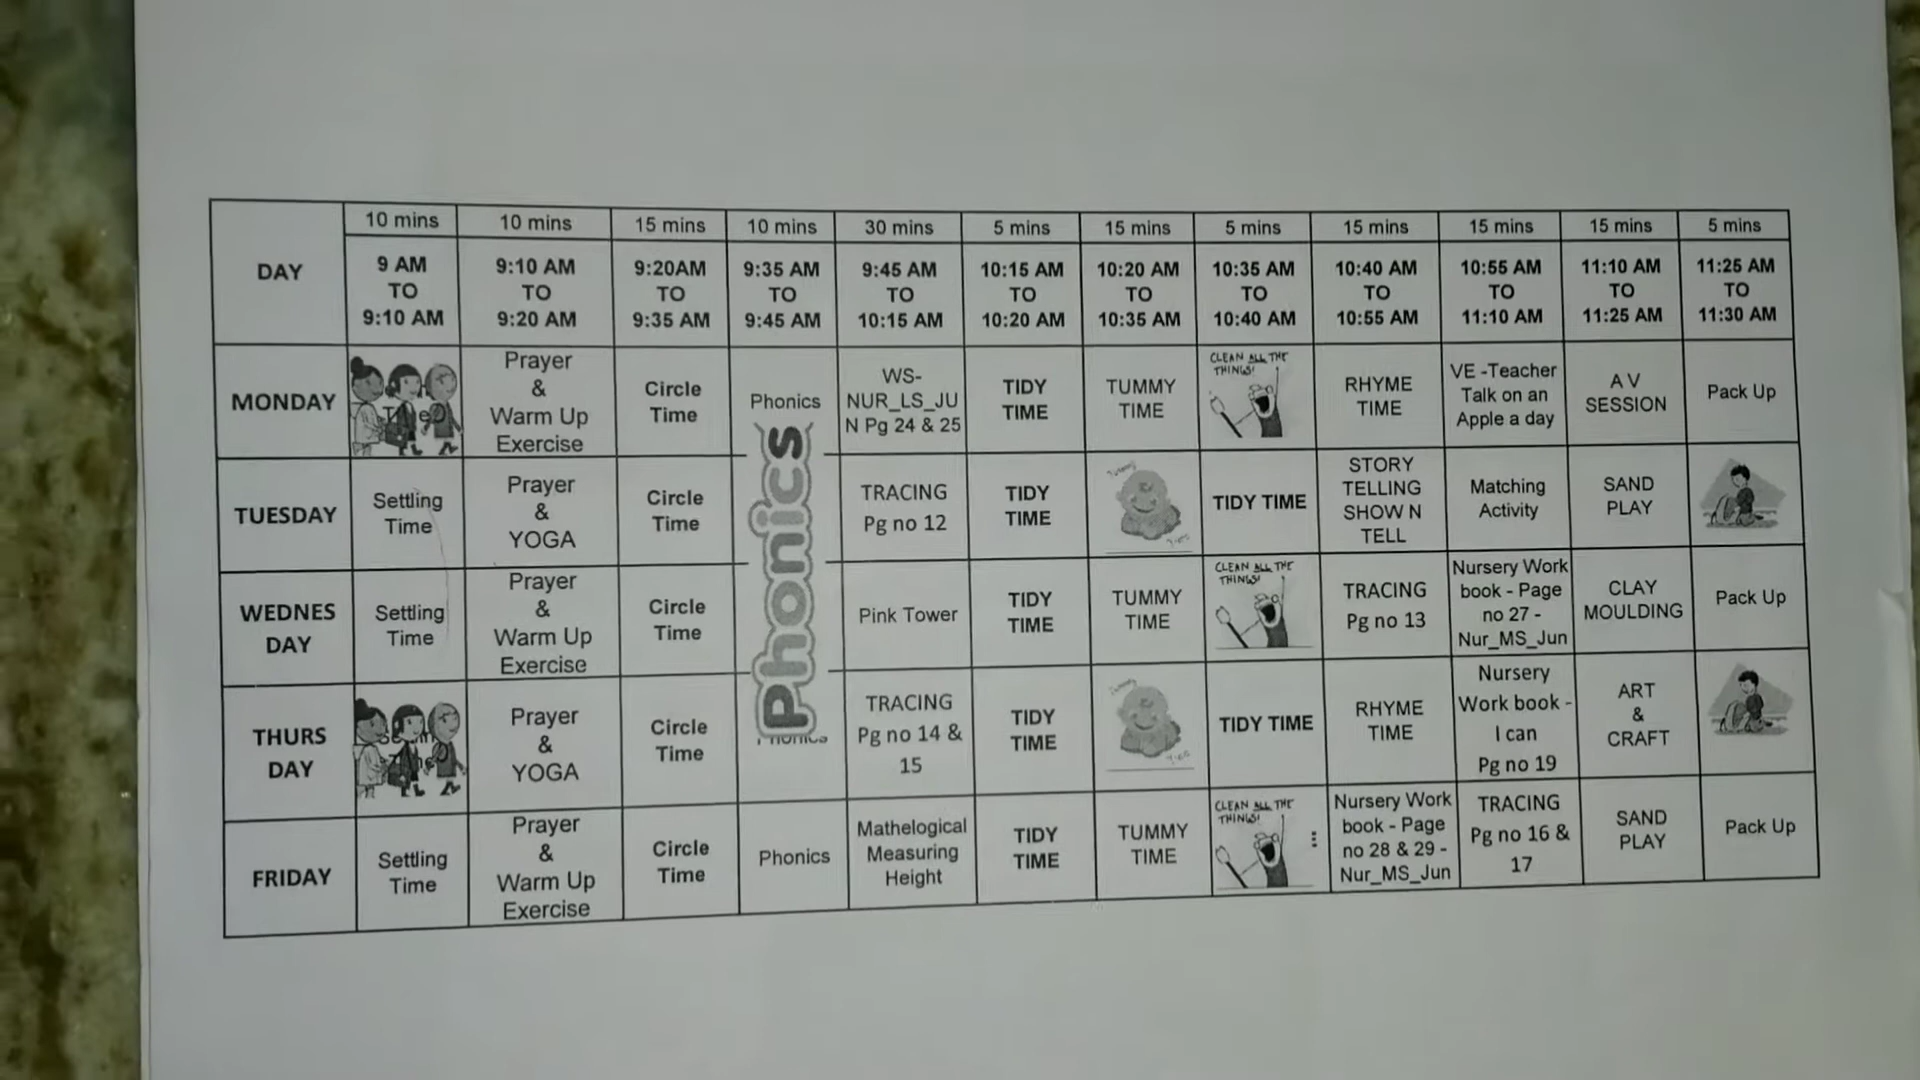 DAY
10 mins
10 mins
15 mins
10 mins
30 mins
5 mins
15 mins
5 mins
15 mins
15 mins
15 mins
5 mins
9 AM
TO
9:10 AM
9:10 AM
TO
9:20 AM
9:20AM
TO
9:35 AM
9:35 AM
TO
9:45 AM
9:45 AM
TO
10:15 AM
10:15 AM
TO
10:20 AM
10:20 AM
TO
10:35 AM
10:35 AM
TO
10:40 AM
10:40 AM
TO
10:55 AM
10:55 AM
TO
11:10 AM
11:10 AM
TO
11:25 AM
11:25 AM
TO
11:30 AM
MONDAY
Prayer
&
Warm Up
Exercise
Circle
Time
Phonics
WS-
NUR_LS_JU
N Pg 24 & 25
TIDY
TIME
TUMMY
TIME
CLEAN ALL THE
THINGS!
RHYME
TIME
VE -Teacher
Talk on an
Apple a day
A V
SESSION
Pack Up
Phonics
TUESDAY
Settling
Time
Prayer
&
YOGA
Circle
Time
TRACING
Pg no 12
TIDY
TIME
TIDY TIME
STORY
TELLING
SHOW N
TELL
Matching
Activity
SAND
PLAY
WEDNES
DAY
Settling
Time
Prayer
&
Warm Up
Exercise
Circle
Time
Pink Tower
TIDY
TIME
TUMMY
TIME
CLEAN ALL THE
THINGS!
TRACING
Pg no 13
Nursery Work
book - Page
no 27 -
Nur_MS_Jun
CLAY
MOULDING
Pack Up
THURS
DAY
Prayer
&
YOGA
Circle
Time
TRACING
Pg no 14 &
15
TIDY
TIME
TIDY TIME
RHYME
TIME
Nursery
Work book -
I can
Pg no 19
ART
&
CRAFT
FRIDAY
Settling
Time
Prayer
&
Warm Up
Exercise
Circle
Time
Phonics
Mathelogical
Measuring
Height
TIDY
TIME
TUMMY
TIME
CLEAN ALL THE
THINGS!
Nursery Work
book - Page
no 28 & 29 -
Nur_MS_Jun
TRACING
Pg no 16 &
17
SAND
PLAY
Pack Up